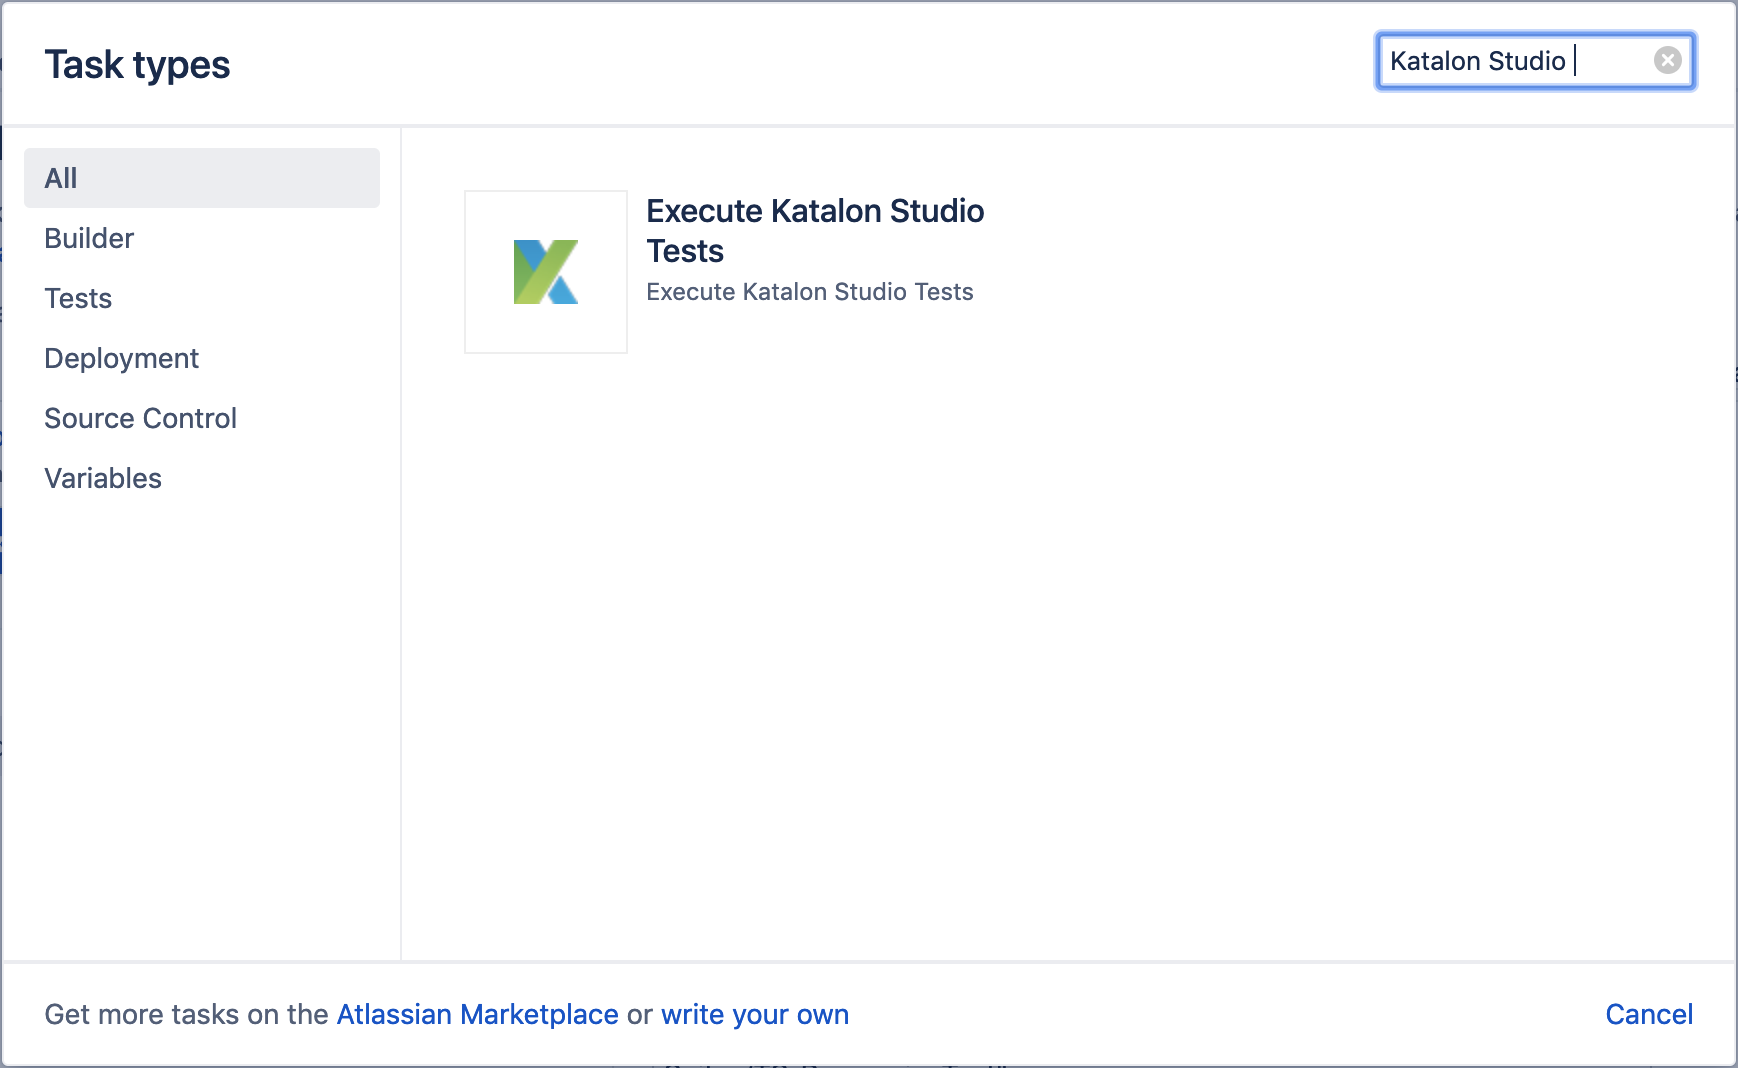 Task types
Katalon Studio
All
Builder
Tests
Deployment
Source Control
Variables
Execute Katalon Studio
Tests
Execute Katalon Studio Tests
Get more tasks on the Atlassian Marketplace or write your own
Cancel